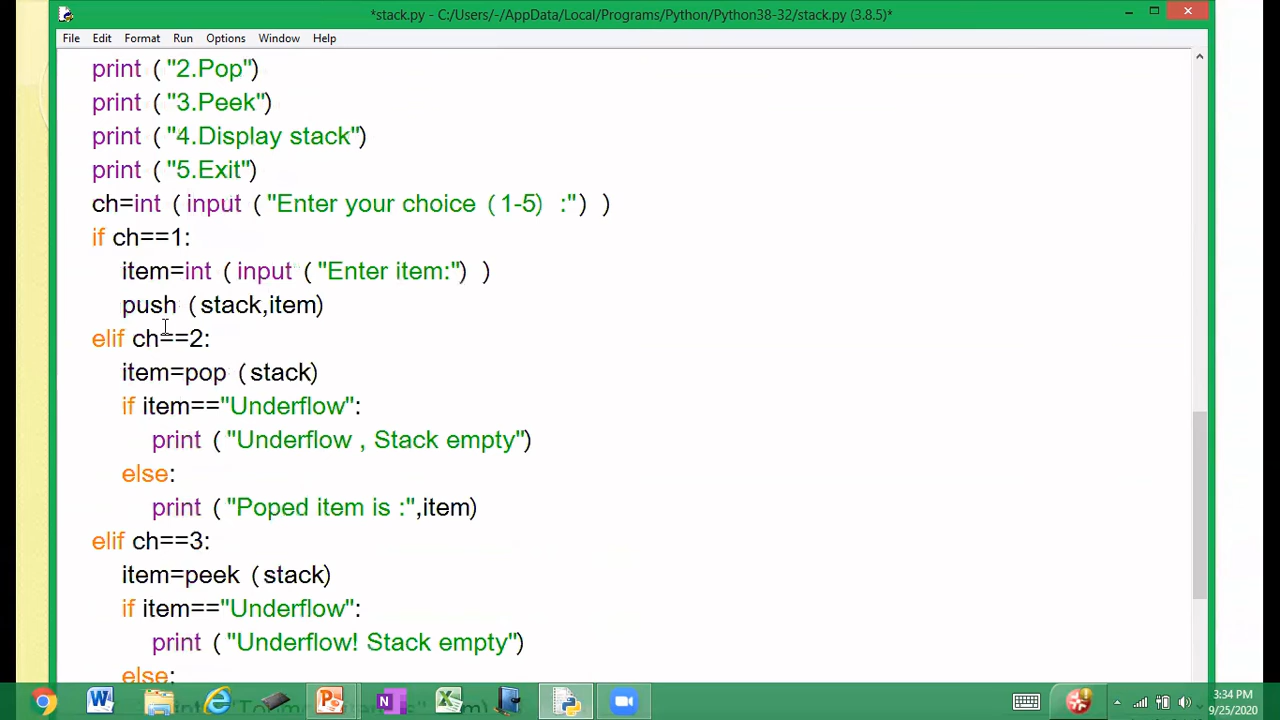 *stack.py - C:/Users/-/AppData/Local/Programs/Python/Python38-32/stack.py (3.8.5)*
File Edit Format Run Options Window Help
print ("2.Pop")
print ("3.Peek")
print ("4.Display stack")
print ("5.Exit")
ch=int (input ("Enter your choice (1-5) :") )
if ch==1:
item=int (input ("Enter item:") )
push (stack,item)
elif ch==2:
item=pop (stack)
if item=="Underflow":
print ("Underflow , Stack empty")
else:
print ("Poped item is :",item)
elif ch==3:
item=peek (stack)
if item=="Underflow":
print ("Underflow! Stack empty")
else:
3:34 PM
9/25/2020